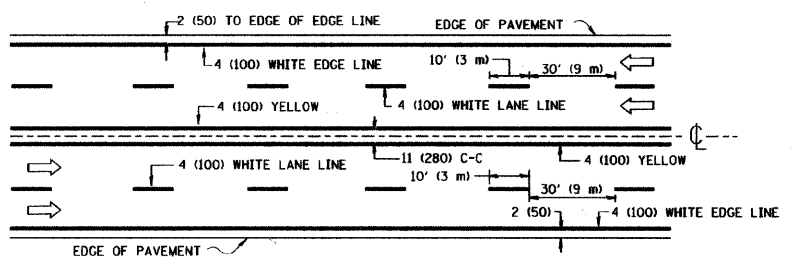 2 (50) TO EDGE OF EDGE LINE
EDGE OF PAVEMENT
4 (100) WHITE EDGE LINE
10' (3 m)
30' (9 m)
4 (100) YELLOW
4 (100) WHITE LANE LINE
℄
4 (100) WHITE LANE LINE
11 (280) C-C
4 (100) YELLOW
10' (3 m)
30' (9 m)
2 (50)
4 (100) WHITE EDGE LINE
EDGE OF PAVEMENT